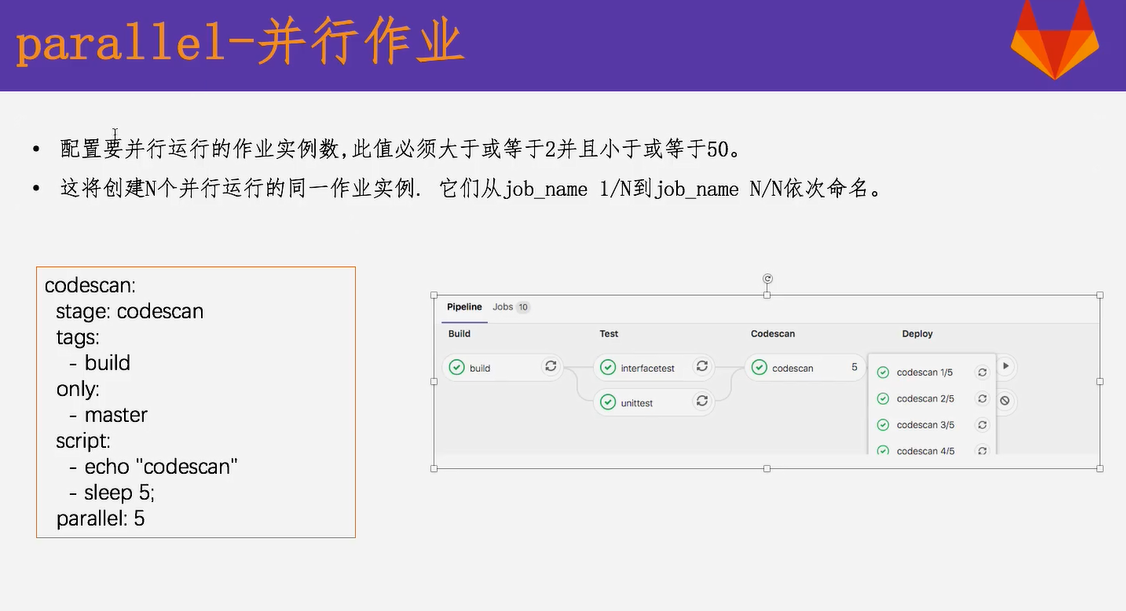 parallel-并行作业
• 配置要并行运行的作业实例数,此值必须大于或等于2并且小于或等于50。
• 这将创建N个并行运行的同一作业实例. 它们从job_name 1/N到job_name N/N依次命名。
codescan:
stage: codescan
tags:
- build
only:
- master
script:
- echo "codescan"
- sleep 5;
parallel: 5
Pipeline Jobs 10
Build Test Codescan Deploy
build interfacetest codescan 5
unittest
codescan 1/5
codescan 2/5
codescan 3/5
codescan 4/5